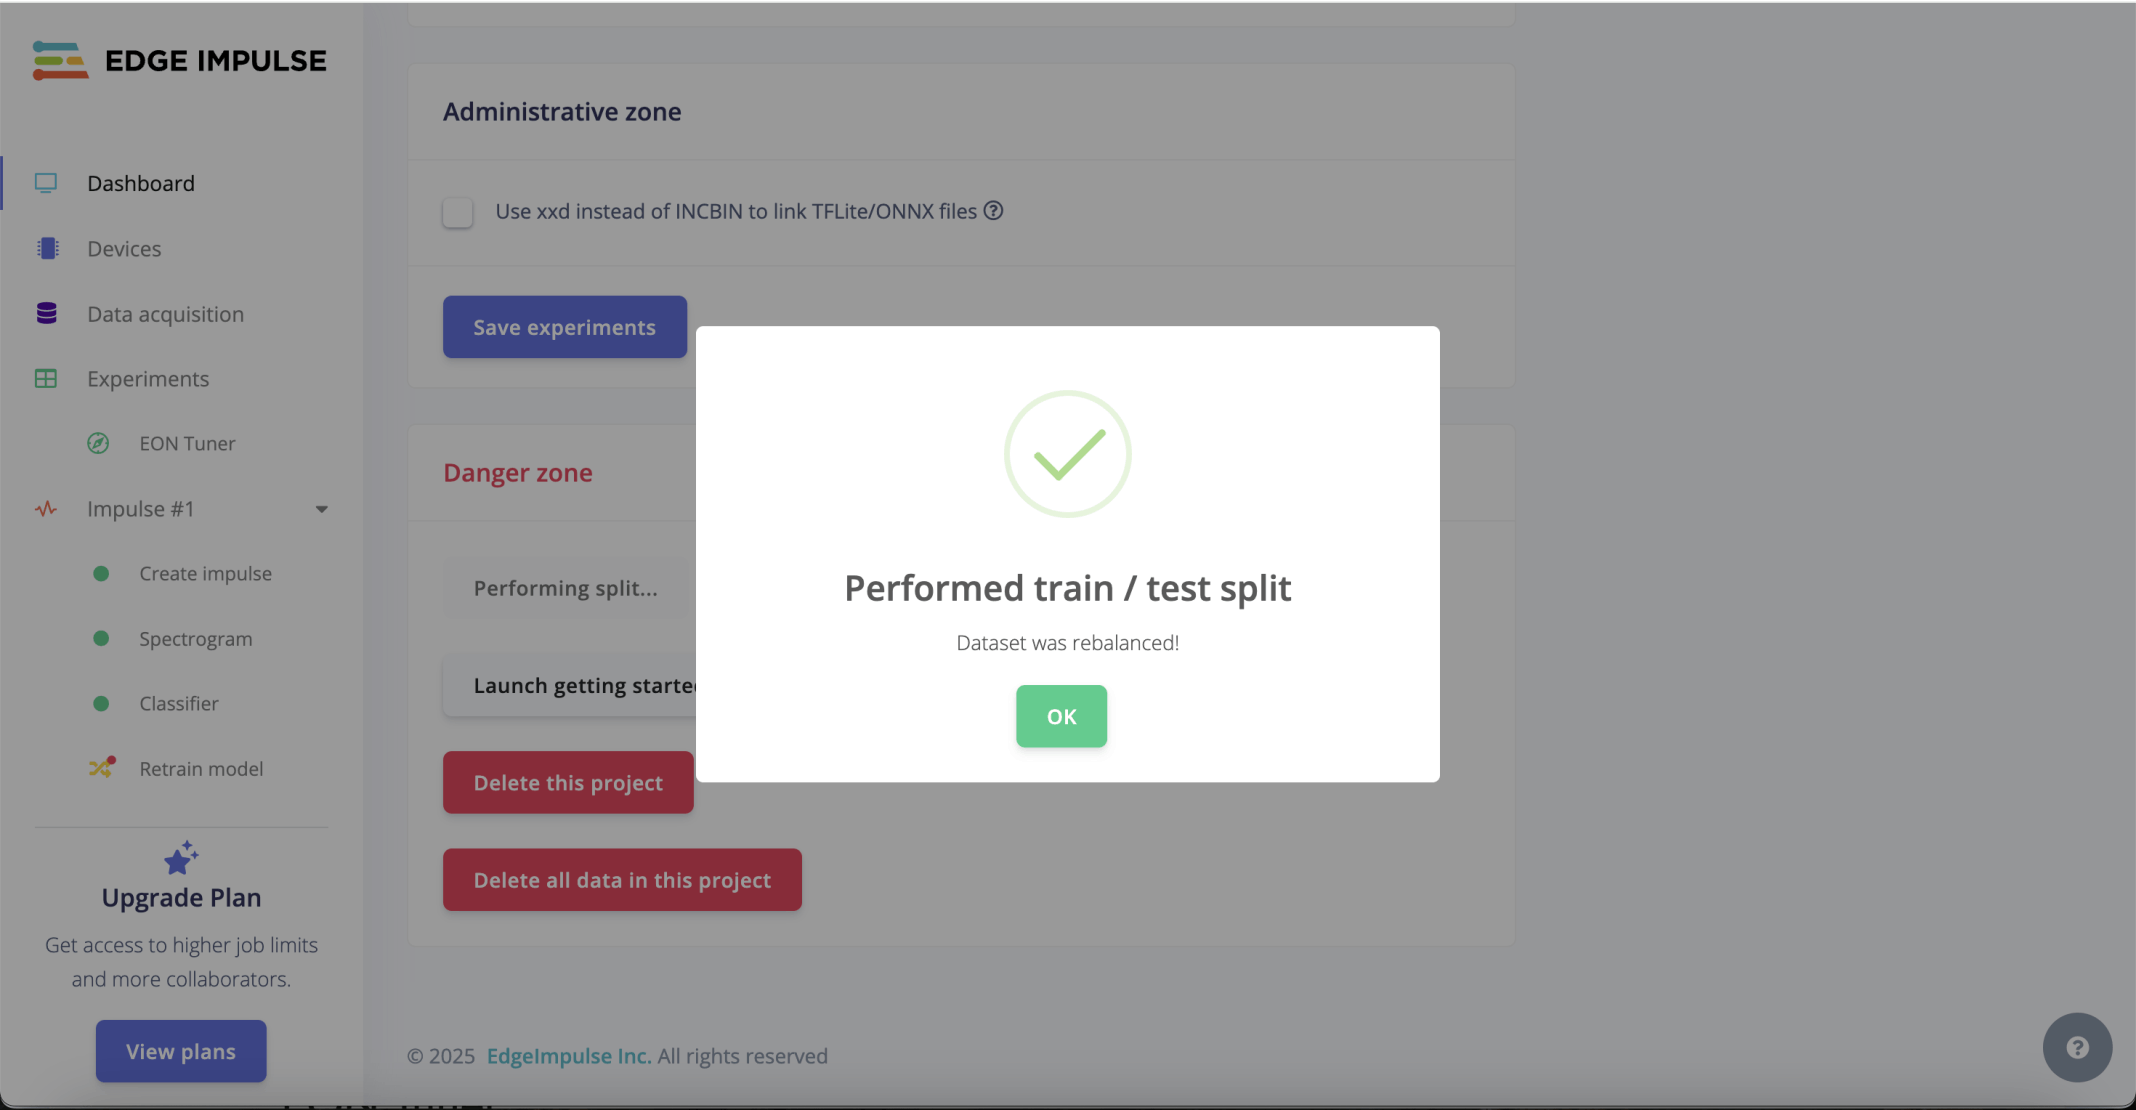 EDGE IMPULSE
Dashboard
Devices
Data acquisition
Experiments
EON Tuner
Impulse #1
Create impulse
Spectrogram
Classifier
Retrain model
Upgrade Plan
Get access to higher job limits
and more collaborators.
View plans
Administrative zone
Use xxd instead of INCBIN to link TFLite/ONNX files
Save experiments
Danger zone
Performing split...
Launch getting starte
Delete this project
Delete all data in this project
Performed train / test split
Dataset was rebalanced!
OK
© 2025 EdgeImpulse Inc. All rights reserved